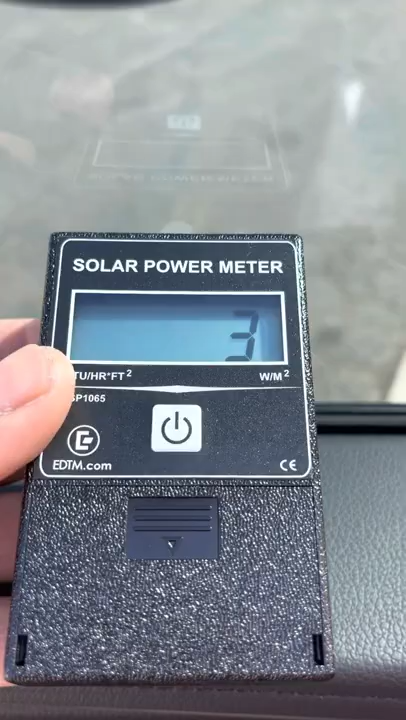 SOLAR POWER METER
3
TU/HR*FT²
W/M²
SP1065
EDTM.com
CE